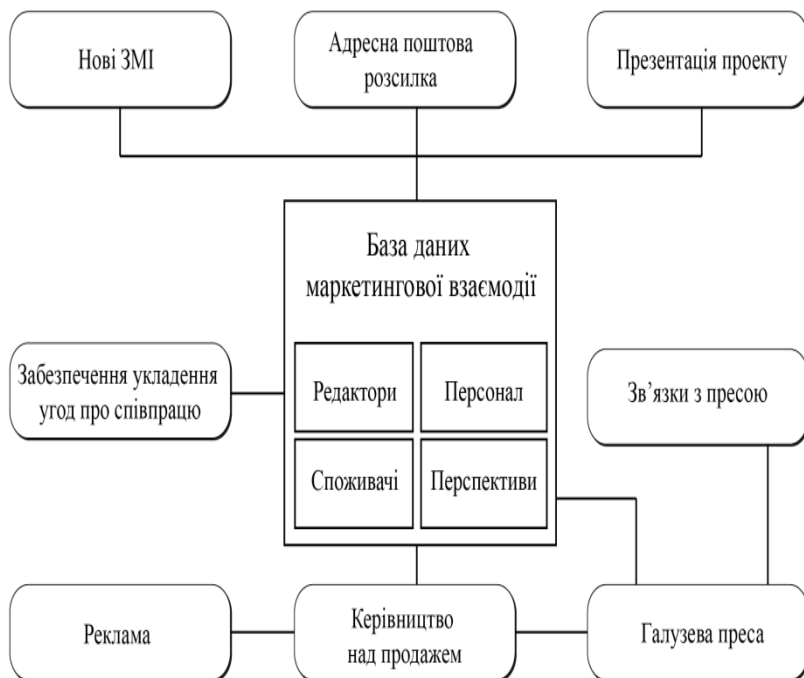 Нові ЗМІ
Адресна поштова
розсилка
Презентація проекту
База даних
маркетингової взаємодії
Редактори
Персонал
Споживачі
Перспективи
Забезпечення укладення
угод про співпрацю
Зв’язки з пресою
Реклама
Керівництво
над продажем
Галузева преса